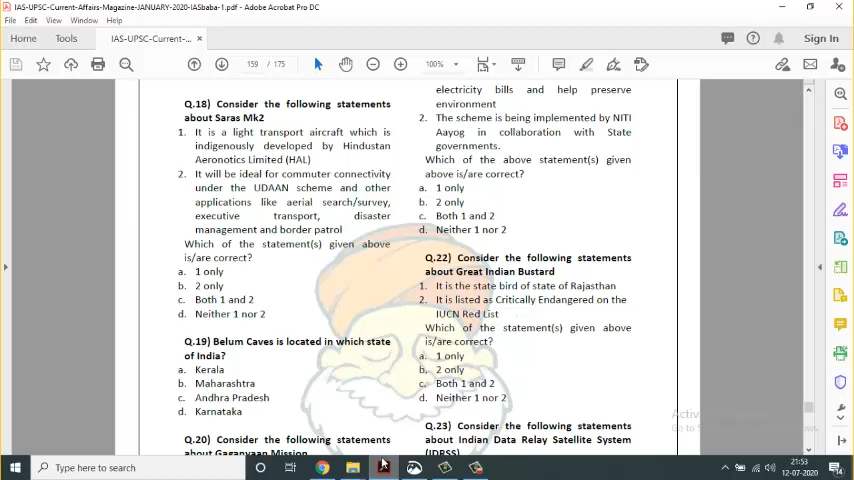 IAS-UPSC-Current-Affairs-Magazine-JANUARY-2020-IASbaba-1.pdf - Adobe Acrobat Pro DC
File Edit View Window Help
Home Tools IAS-UPSC-Current-... × Sign In
159 / 175 100%
Q.18) Consider the following statements
about Saras Mk2
1. It is a light transport aircraft which is
indigenously developed by Hindustan
Aeronotics Limited (HAL)
2. It will be ideal for commuter connectivity
under the UDAAN scheme and other
applications like aerial search/survey,
executive transport, disaster
management and border patrol
Which of the statement(s) given above
is/are correct?
a. 1 only
b. 2 only
c. Both 1 and 2
d. Neither 1 nor 2
Q.19) Belum Caves is located in which state
of India?
a. Kerala
b. Maharashtra
c. Andhra Pradesh
d. Karnataka
Q.20) Consider the following statements
about Gaganyaan Mission
electricity bills and help preserve
environment
2. The scheme is being implemented by NITI
Aayog in collaboration with State
governments.
Which of the above statement(s) given
above is/are correct?
a. 1 only
b. 2 only
c. Both 1 and 2
d. Neither 1 nor 2
Q.22) Consider the following statements
about Great Indian Bustard
1. It is the state bird of state of Rajasthan
2. It is listed as Critically Endangered on the
IUCN Red List
Which of the statement(s) given above
is/are correct?
a. 1 only
b. 2 only
c. Both 1 and 2
d. Neither 1 nor 2
Q.23) Consider the following statements
about Indian Data Relay Satellite System
(IDRSS)
Type here to search
21:53
12-07-2020
14